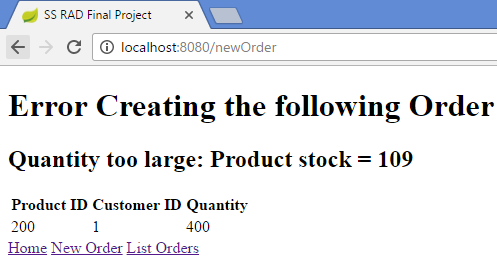 SS RAD Final Project
localhost:8080/newOrder
Error Creating the following Order
Quantity too large: Product stock = 109
Product ID Customer ID Quantity
200 1 400
Home New Order List Orders